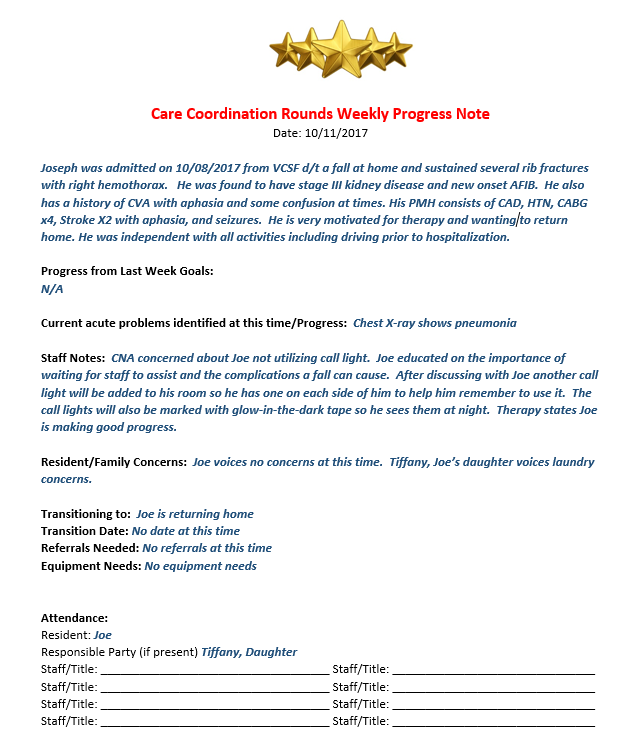 Care Coordination Rounds Weekly Progress Note
Date: 10/11/2017
Joseph was admitted on 10/08/2017 from VCSF d/t a fall at home and sustained several rib fractures
with right hemothorax.   He was found to have stage III kidney disease and new onset AFIB.  He also
has a history of CVA with aphasia and some confusion at times. His PMH consists of CAD, HTN, CABG
x4, Stroke X2 with aphasia, and seizures.  He is very motivated for therapy and wanting to return
home. He was independent with all activities including driving prior to hospitalization.
Progress from Last Week Goals:
N/A
Current acute problems identified at this time/Progress:  Chest X-ray shows pneumonia
Staff Notes:  CNA concerned about Joe not utilizing call light.  Joe educated on the importance of
waiting for staff to assist and the complications a fall can cause.  After discussing with Joe another call
light will be added to his room so he has one on each side of him to help him remember to use it.  The
call lights will also be marked with glow-in-the-dark tape so he sees them at night.  Therapy states Joe
is making good progress.
Resident/Family Concerns:  Joe voices no concerns at this time.  Tiffany, Joe's daughter voices laundry
concerns.
Transitioning to:  Joe is returning home
Transition Date: No date at this time
Referrals Needed: No referrals at this time
Equipment Needs: No equipment needs
Attendance:
Resident: Joe
Responsible Party (if present) Tiffany, Daughter
Staff/Title: __________________________________ Staff/Title: ______________________________
Staff/Title: __________________________________ Staff/Title: ______________________________
Staff/Title: __________________________________ Staff/Title: ______________________________
Staff/Title: __________________________________ Staff/Title: ______________________________